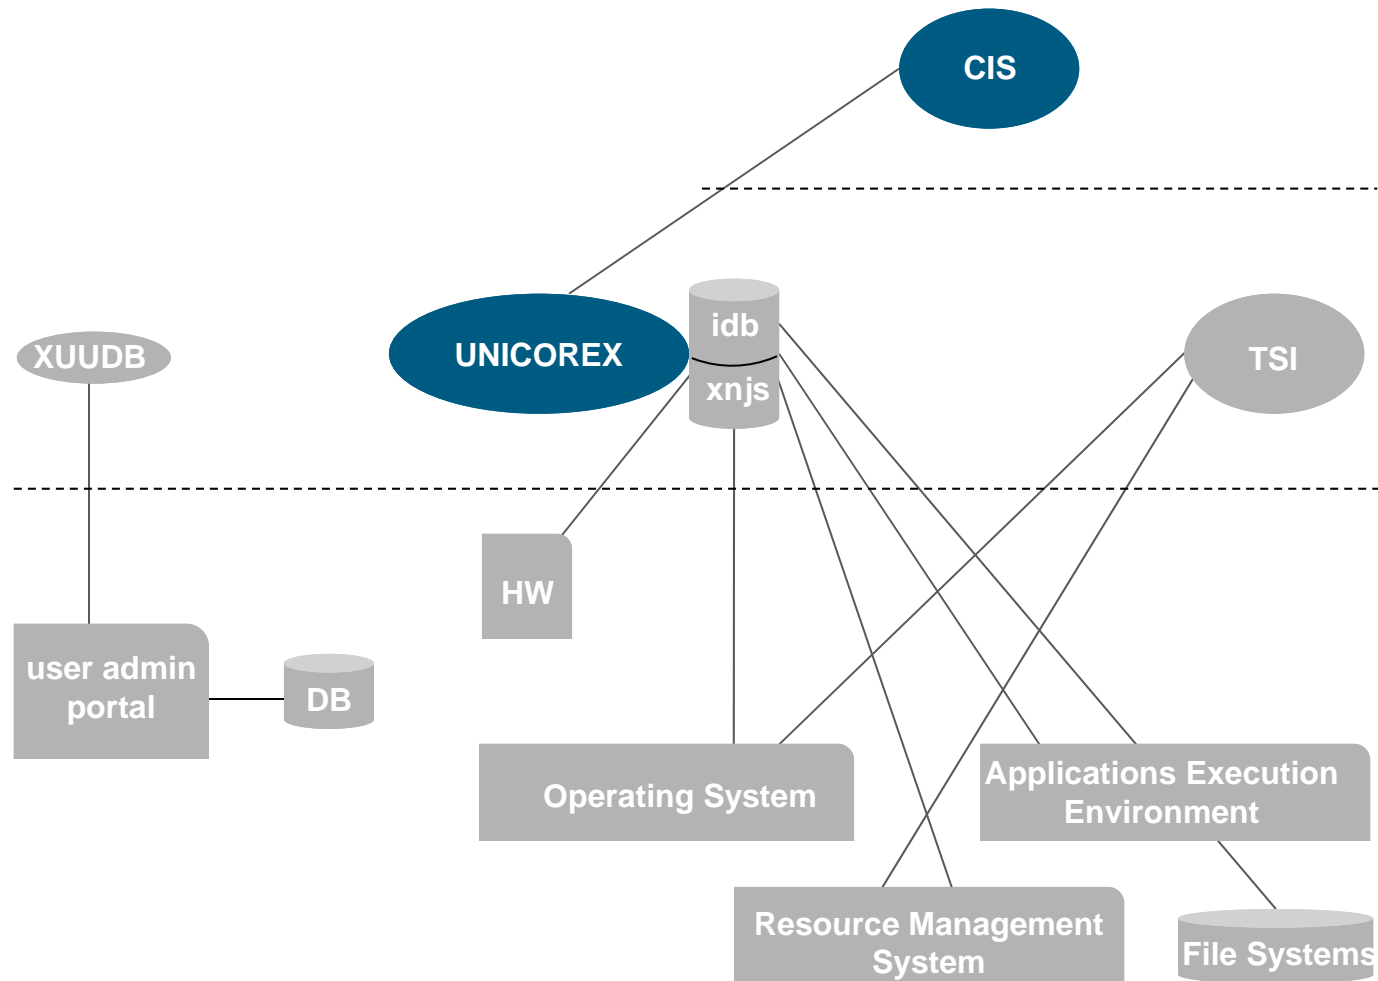 CIS
idb
UNICOREX
XUUDB
TSI
xnjs
HW
user admin
portal
DB
Applications Execution
Environment
Operating System
Resource Management
System
File Systems